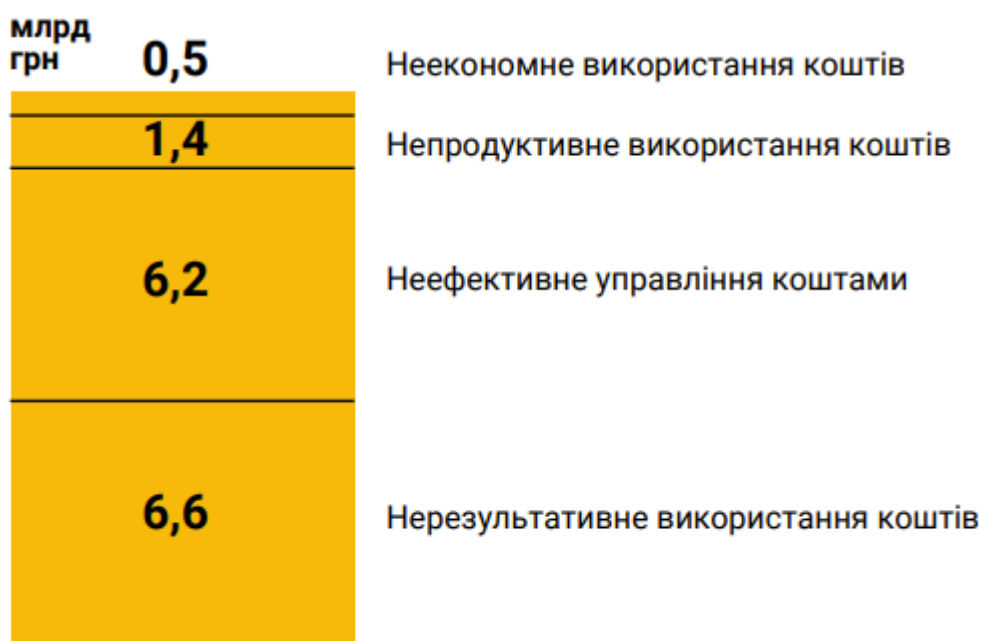 млрд
грн
0,5 Неекономне використання коштів
1,4 Непродуктивне використання коштів
6,2 Неефективне управління коштами
6,6 Нерезультативне використання коштів